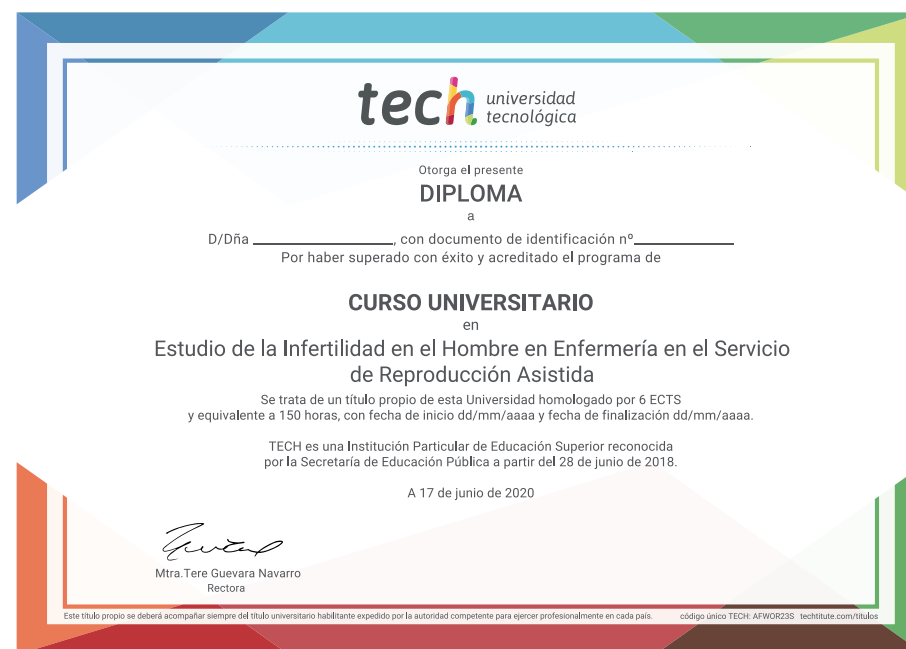 tech universidad
tecnológica
Otorga el presente
DIPLOMA
a
D/Dña ____________________, con documento de identificación nº______________
Por haber superado con éxito y acreditado el programa de
CURSO UNIVERSITARIO
en
Estudio de la Infertilidad en el Hombre en Enfermería en el Servicio
de Reproducción Asistida
Se trata de un título propio de esta Universidad homologado por 6 ECTS
y equivalente a 150 horas, con fecha de inicio dd/mm/aaaa y fecha de finalización dd/mm/aaaa.
TECH es una Institución Particular de Educación Superior reconocida
por la Secretaría de Educación Pública a partir del 28 de junio de 2018.
A 17 de junio de 2020
Mtra.Tere Guevara Navarro
Rectora
Este título propio se deberá acompañar siempre del título universitario habilitante expedido por la autoridad competente para ejercer profesionalmente en cada país. código único TECH: AFWOR23S techtitute.com/titulos